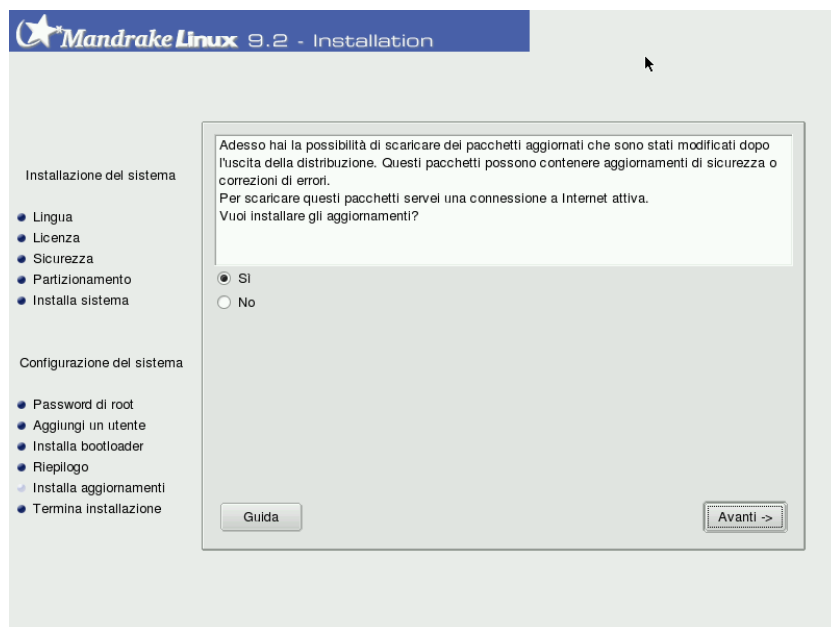 Mandrake Linux 9.2 - Installation
Installazione del sistema
Lingua
Licenza
Sicurezza
Partizionamento
Installa sistema
Configurazione del sistema
Password di root
Aggiungi un utente
Installa bootloader
Riepilogo
Installa aggiornamenti
Termina installazione
Adesso hai la possibilità di scaricare dei pacchetti aggiornati che sono stati modificati dopo
l'uscita della distribuzione. Questi pacchetti possono contenere aggiornamenti di sicurezza o
correzioni di errori.
Per scaricare questi pacchetti servei una connessione a Internet attiva.
Vuoi installare gli aggiornamenti?
Sì
No
Guida
Avanti ->